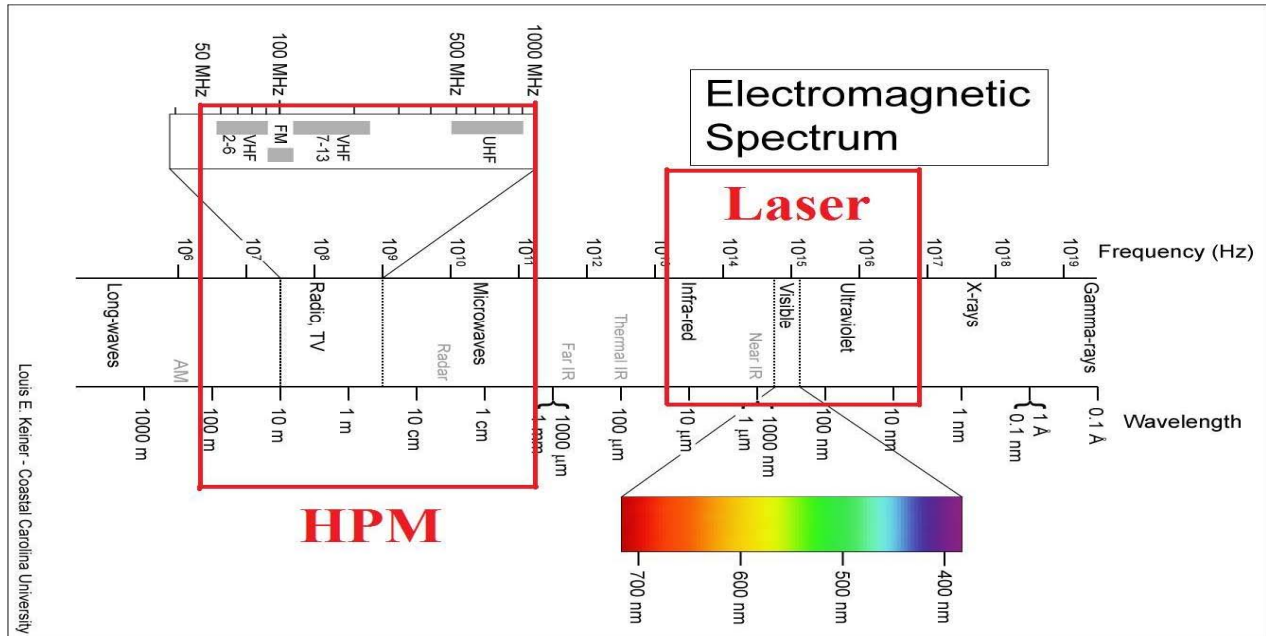 50 MHz
100 MHz
500 MHz
1000 MHz
VHF
2-6
FM
VHF
7-13
UHF
Electromagnetic
Spectrum
Laser
10⁶
10⁷
10⁸
10⁹
10¹⁰
10¹¹
10¹²
10¹³
10¹⁴
10¹⁵
10¹⁶
10¹⁷
10¹⁸
10¹⁹
Frequency (Hz)
Long-waves
AM
Radic, TV
Radar
Microwaves
Far IR
Thermal IR
Infra-red
Near IR
Visible
Ultraviolet
X-rays
Gamma-rays
1000 m
100 m
10 m
1 m
10 cm
1 cm
1000 µm
1 mm
100 µm
10 µm
1000 nm
1 µm
100 nm
10 nm
1 nm
1 Å
0.1 nm
0.1 Å
Wavelength
HPM
700 nm
600 nm
500 nm
400 nm
Louis E. Keiner - Coastal Carolina University